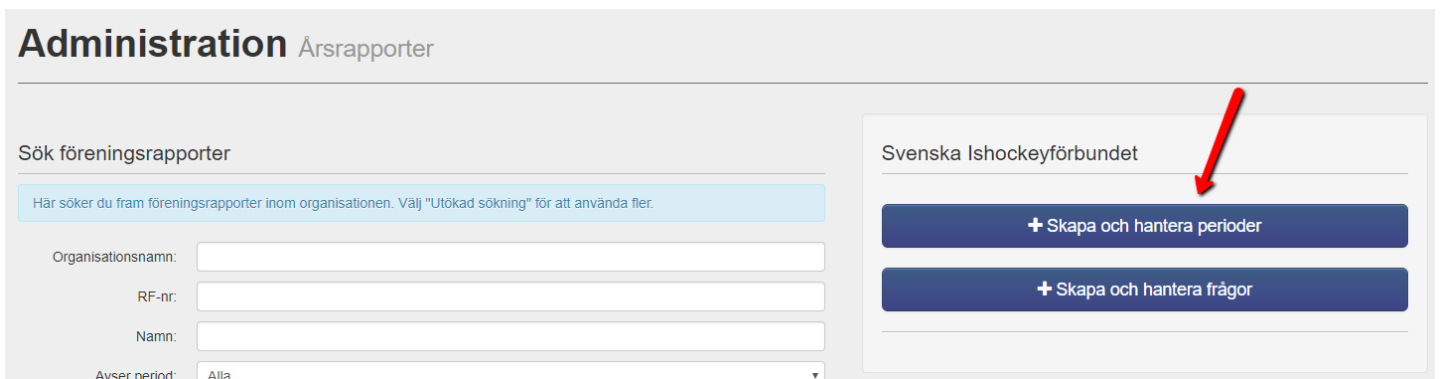 Administration Årsrapporter
Sök föreningsrapporter
Här söker du fram föreningsrapporter inom organisationen. Välj "Utökad sökning" för att använda fler.
Organisationsnamn:
RF-nr:
Namn:
Avser period: Alla
Svenska Ishockeyförbundet
+ Skapa och hantera perioder
+ Skapa och hantera frågor